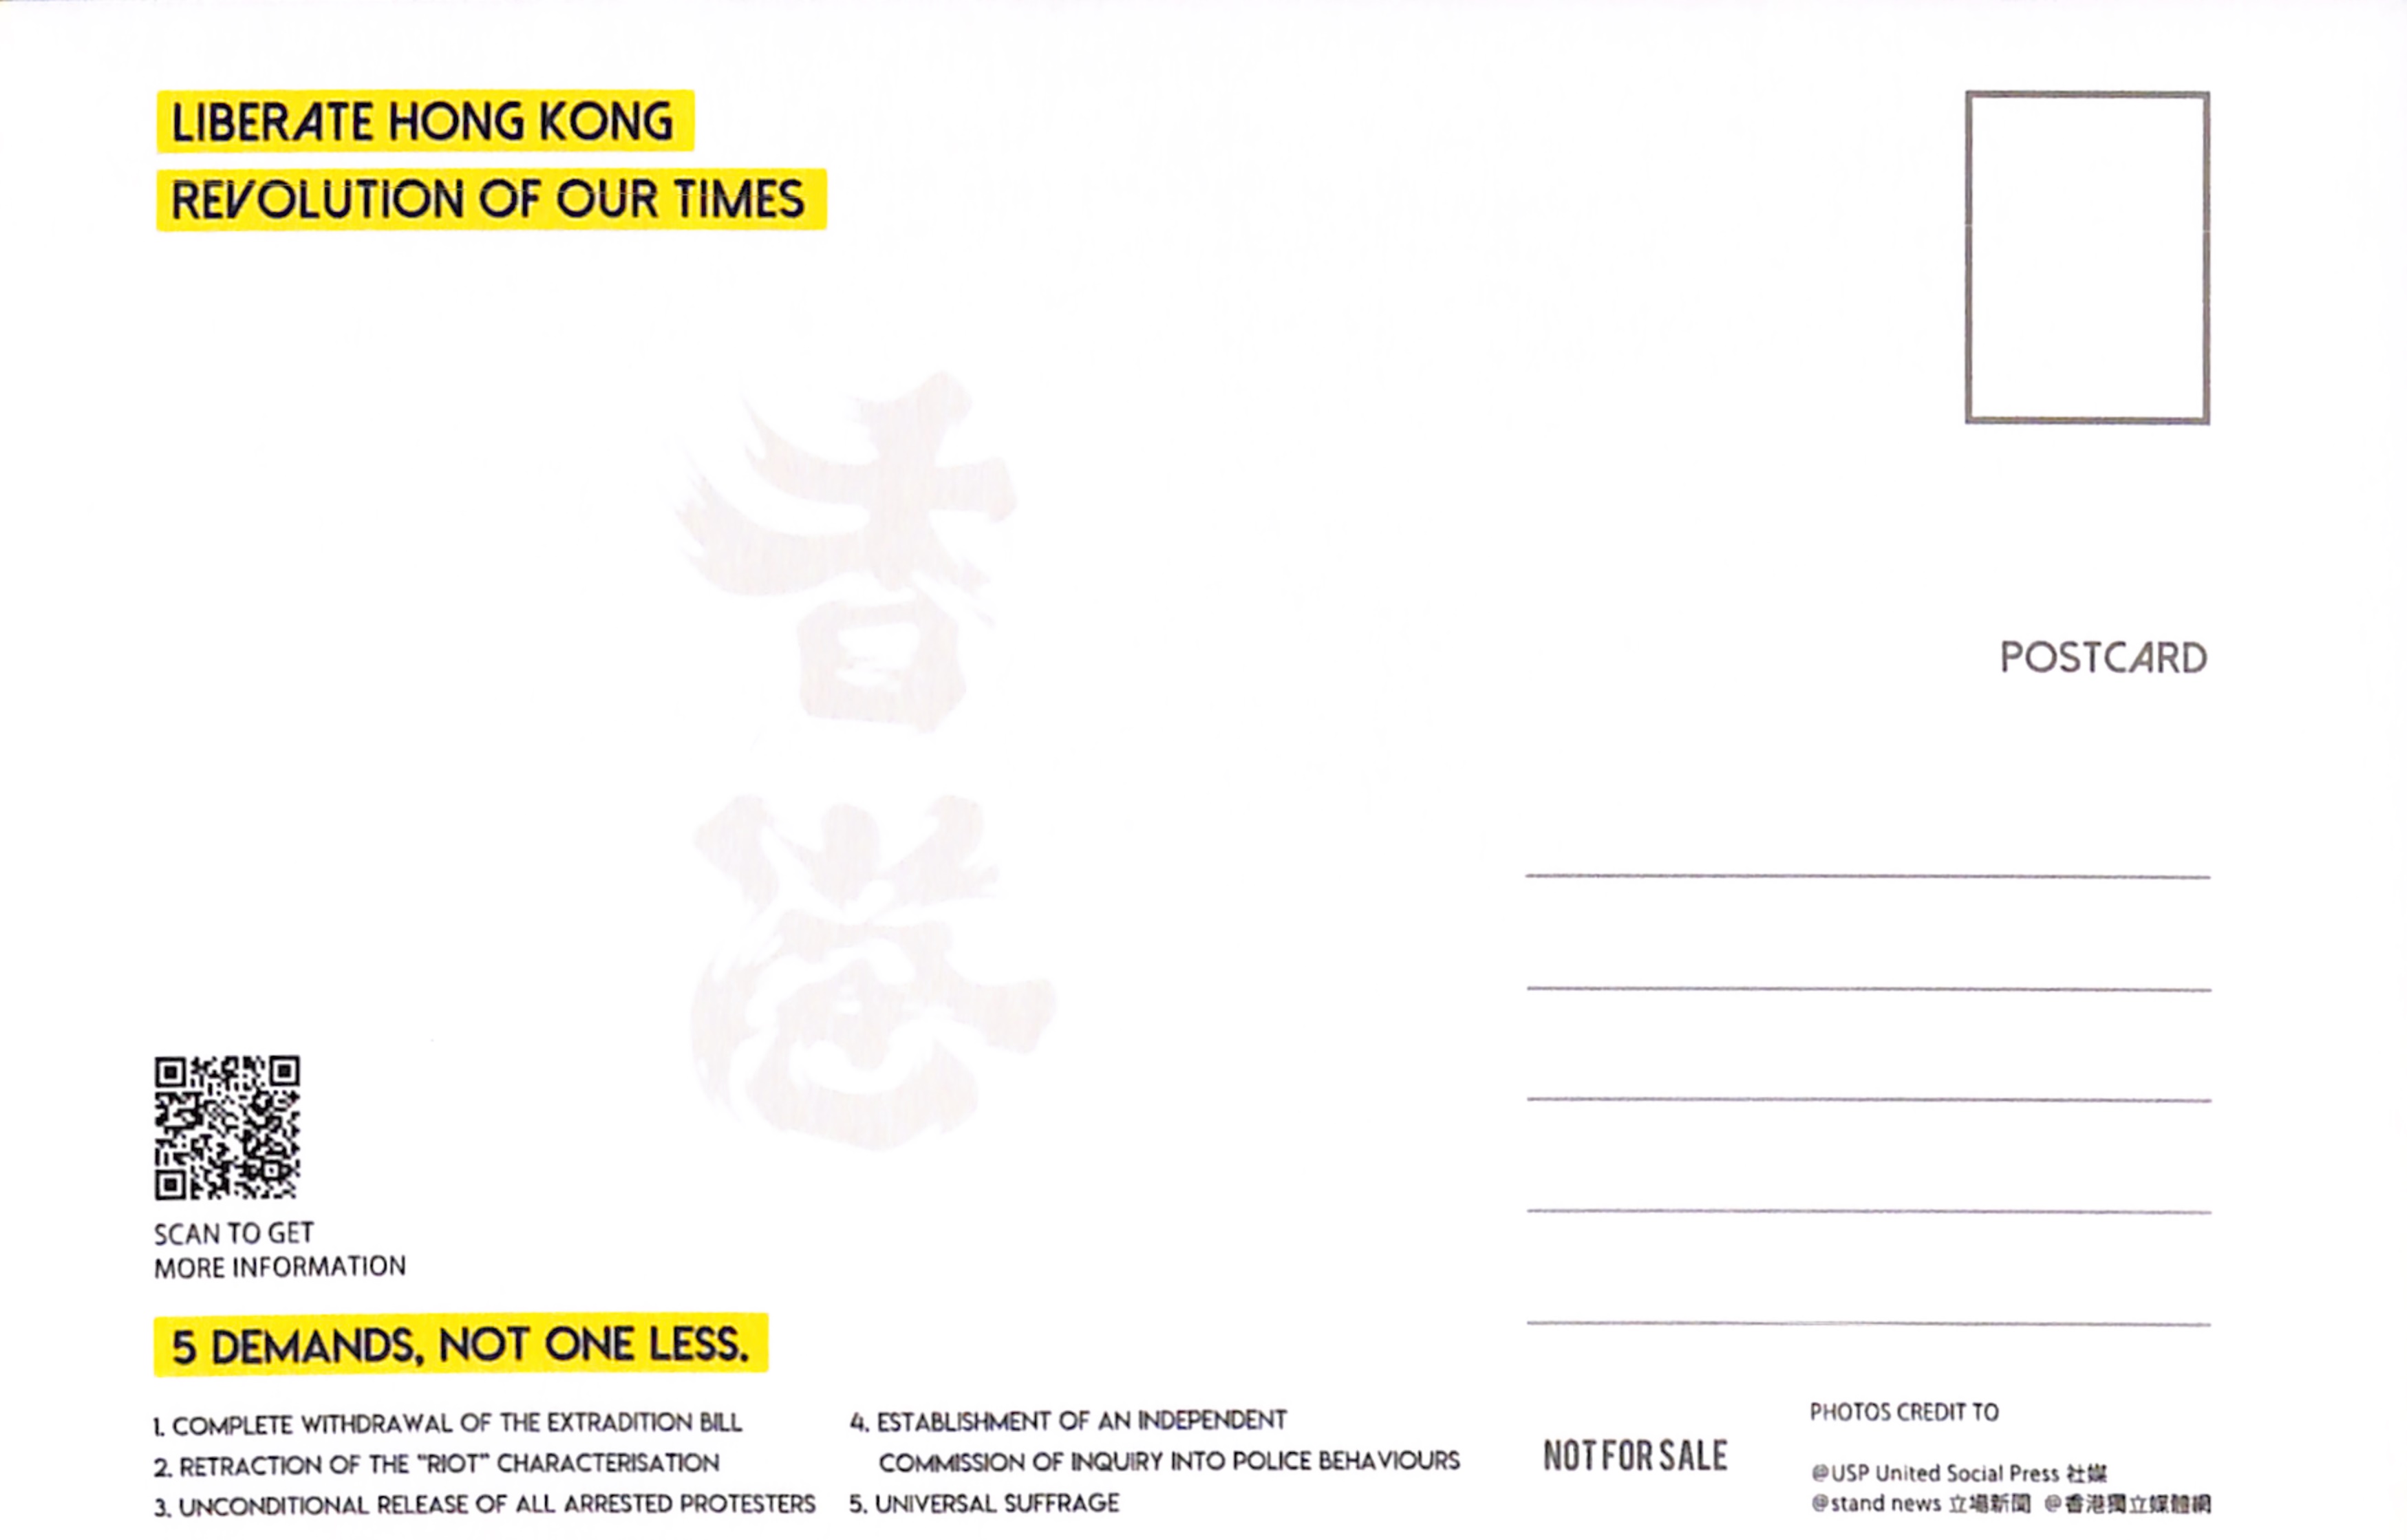 LIBERATE HONG KONG
REVOLUTION OF OUR TIMES
香
港
POSTCARD
SCAN TO GET
MORE INFORMATION
5 DEMANDS, NOT ONE LESS.
1. COMPLETE WITHDRAWAL OF THE EXTRADITION BILL
2. RETRACTION OF THE "RIOT" CHARACTERISATION
3. UNCONDITIONAL RELEASE OF ALL ARRESTED PROTESTERS
4. ESTABLISHMENT OF AN INDEPENDENT
COMMISSION OF INQUIRY INTO POLICE BEHAVIOURS
5. UNIVERSAL SUFFRAGE
NOT FOR SALE
PHOTOS CREDIT TO
@USP United Social Press 社媒
@stand news 立場新聞 @香港獨立媒體網